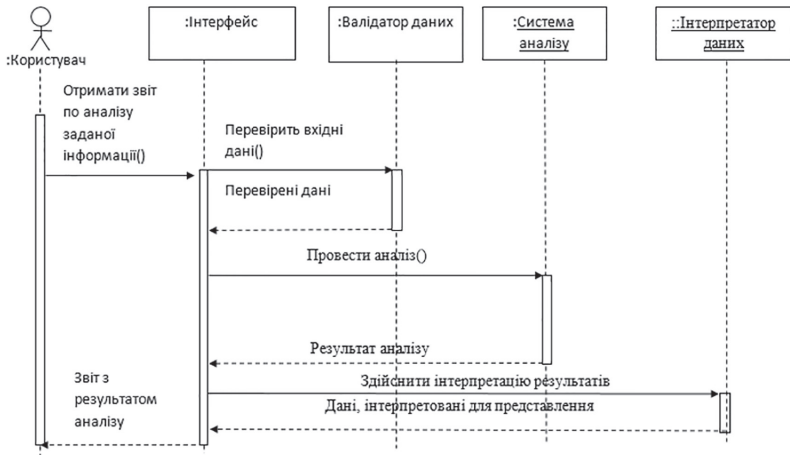 :Користувач
:Інтерфейс
:Валідатор даних
:Система
аналізу
::Інтерпретатор
даних
Отримати звіт
по аналізу
заданої
інформації()
Перевірить вхідні
дані()
Перевірені дані
Провести аналіз()
Результат аналізу
Здійснити інтерпретацію результатів
Дані, інтерпретовані для представлення
Звіт з
результатом
аналізу